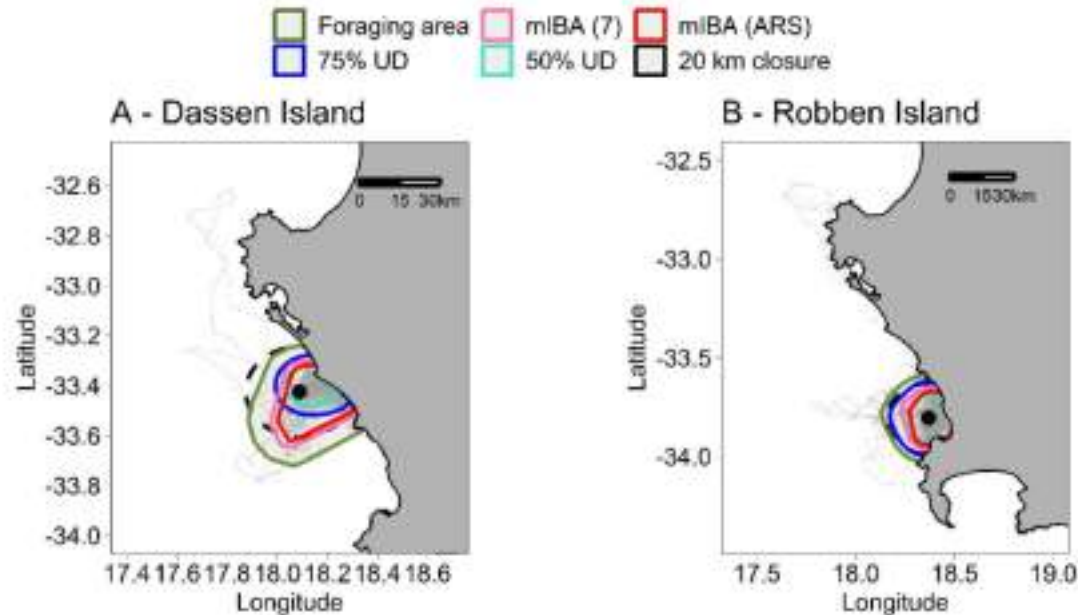 Foraging area mIBA (7) mIBA (ARS)
75% UD 50% UD 20 km closure
A - Dassen Island
B - Robben Island
-32.6
-32.8
-33.0
-33.2
-33.4
-33.6
-33.8
-34.0
Latitude
0 15 30km
17.4 17.6 17.8 18.0 18.2 18.4 18.6
Longitude
-32.5
-33.0
-33.5
-34.0
Latitude
0 1530km
17.5 18.0 18.5 19.0
Longitude